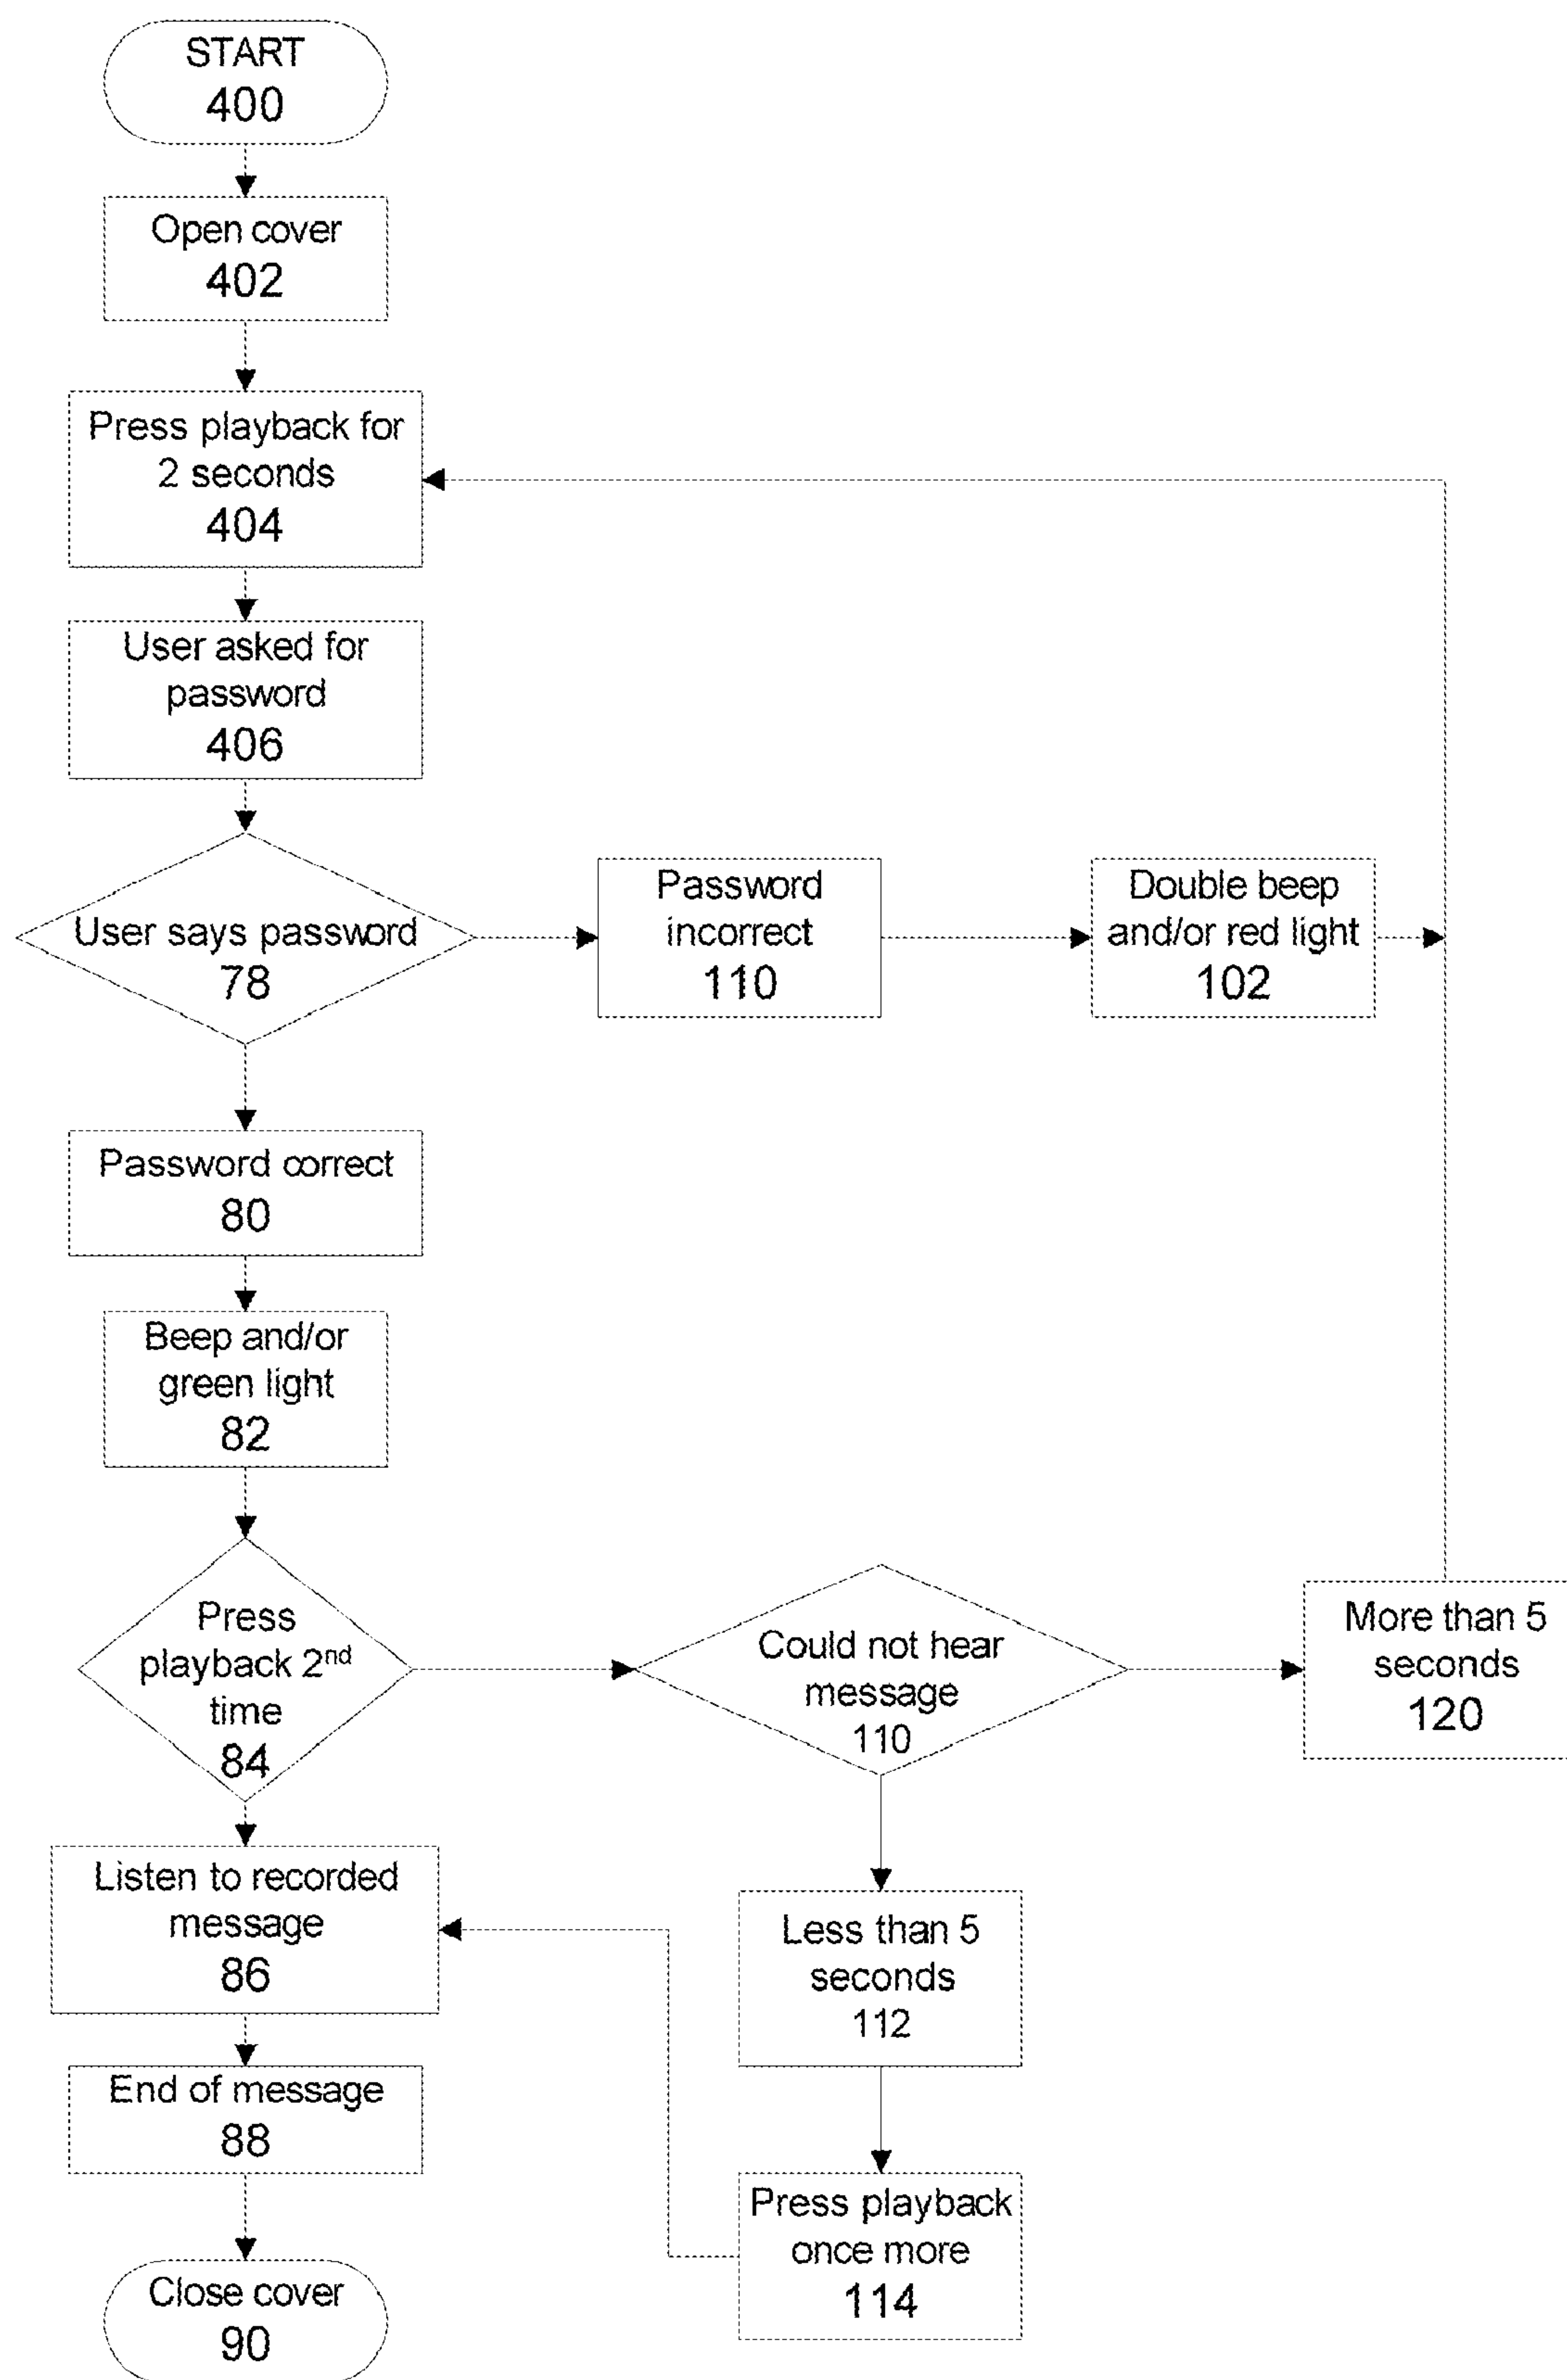 START
400
Open cover
402
Press playback for
2 seconds
404
User asked for
password
406
User says password
78
Password
incorrect
110
Double beep
and/or red light
102
Password correct
80
Beep and/or
green light
82
Press
playback 2nd
time
84
Could not hear
message
110
More than 5
seconds
120
Listen to recorded
message
86
Less than 5
seconds
112
End of message
88
Press playback
once more
114
Close cover
90